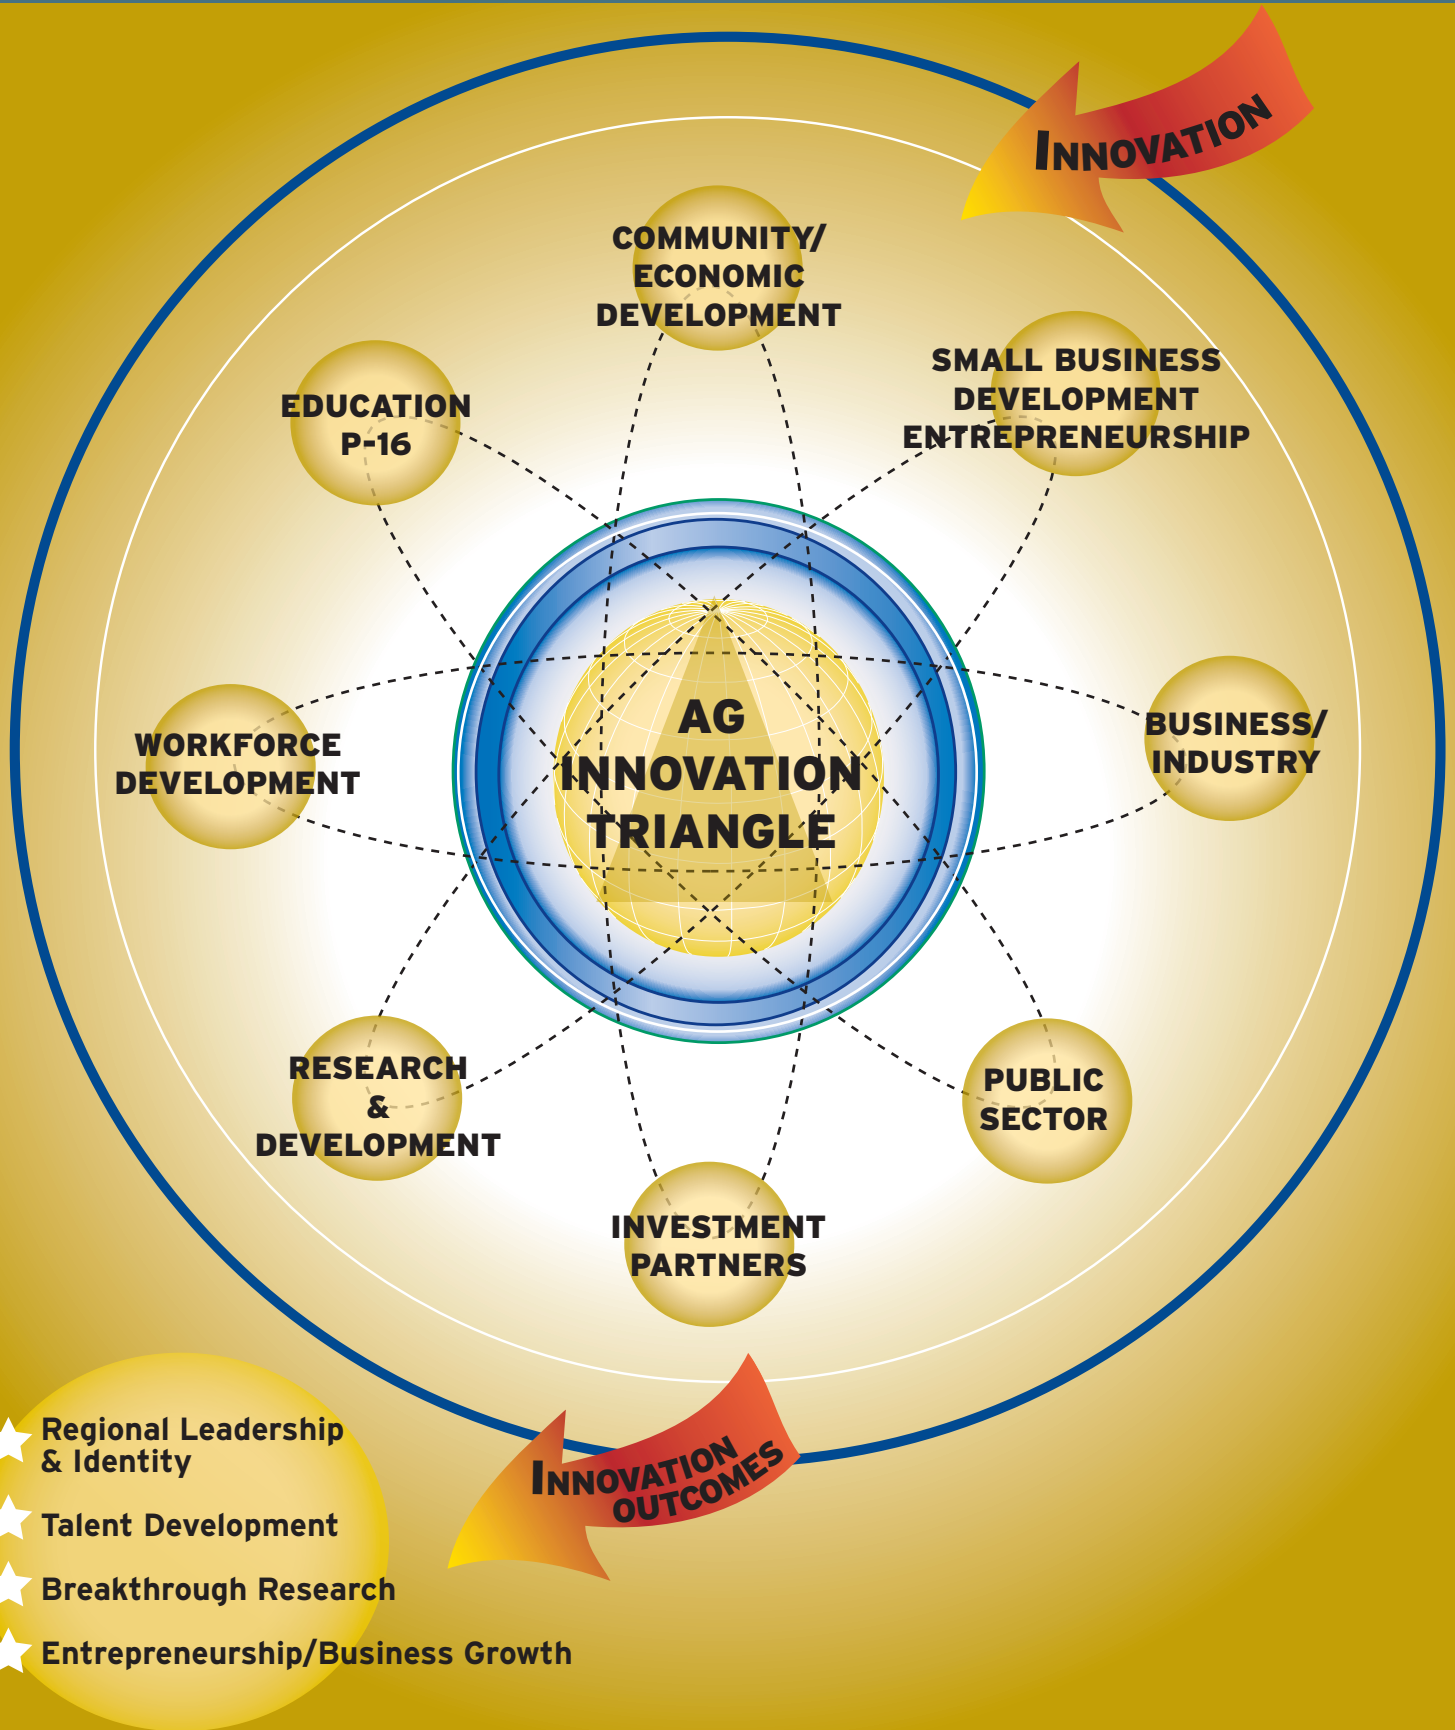 INNOVATION
COMMUNITY/
ECONOMIC
DEVELOPMENT
SMALL BUSINESS
DEVELOPMENT
ENTREPRENEURSHIP
EDUCATION
P-16
AG
INNOVATION
TRIANGLE
BUSINESS/
INDUSTRY
WORKFORCE
DEVELOPMENT
RESEARCH
&
DEVELOPMENT
PUBLIC
SECTOR
INVESTMENT
PARTNERS
INNOVATION
OUTCOMES
Regional Leadership
& Identity
Talent Development
Breakthrough Research
Entrepreneurship/Business Growth